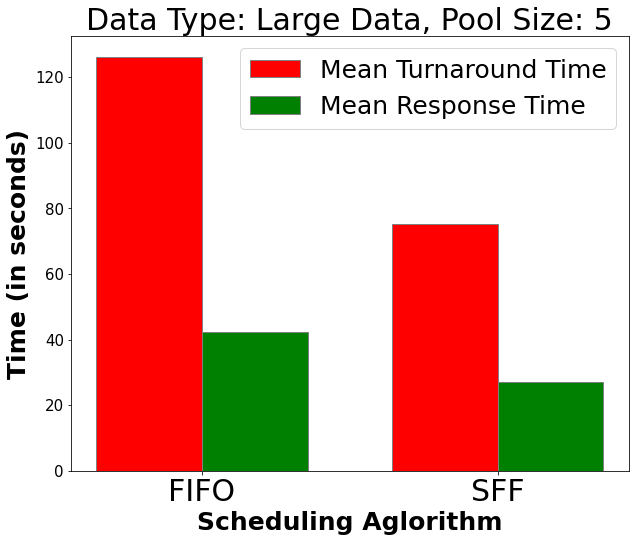 Data Type: Large Data, Pool Size: 5
Mean Turnaround Time
Mean Response Time
Time (in seconds)
120
100
80
60
40
20
0
FIFO SFF
Scheduling Aglorithm